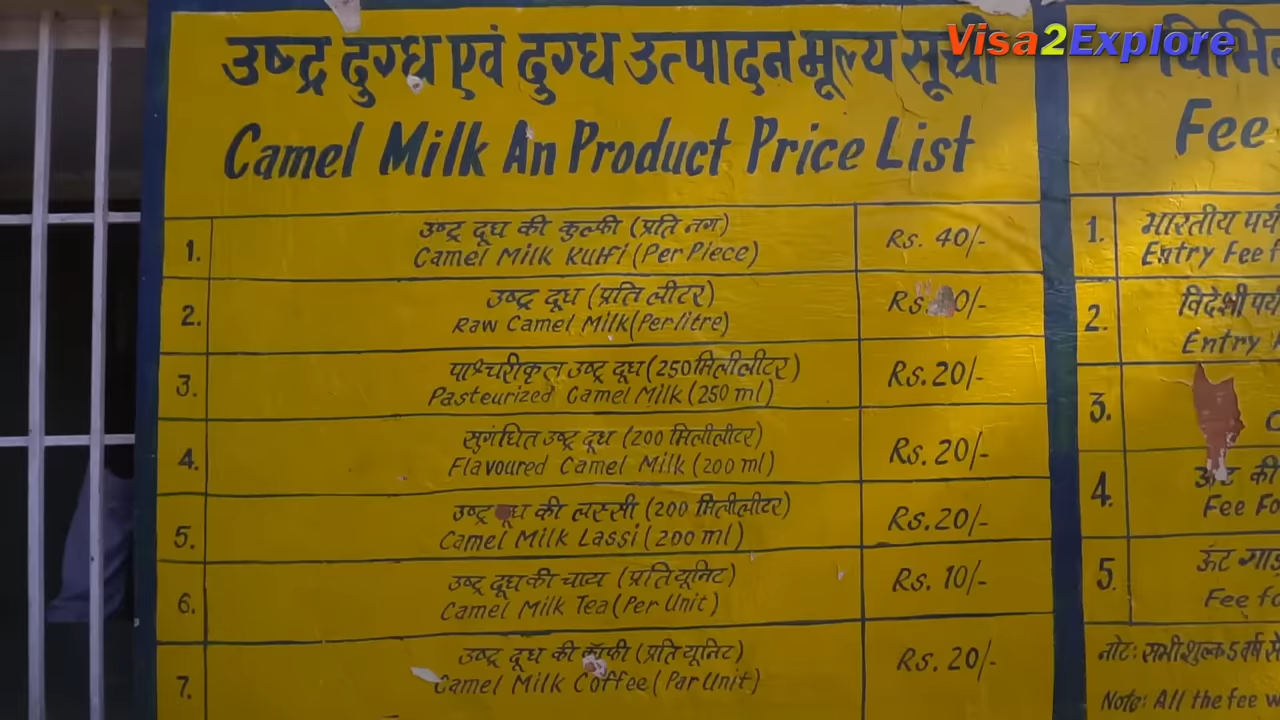 Visa2Explore
उष्ट्र दुग्ध एवं दुग्ध उत्पादन मूल्य सूची
Camel Milk An Product Price List
1. उष्ट्र दूध की कुल्फी (प्रति नग) Rs. 40/-
Camel Milk Kulfi (Per Piece)
2. उष्ट्र दूध (प्रति लीटर)
Raw Camel Milk (Per litre)
3. पाश्चरीकृत उष्ट्र दूध (250 मिलीलीटर) Rs. 20/-
Pasteurized Camel Milk (250 ml)
4. सुगंधित उष्ट्र दूध (200 मिलीलीटर) Rs. 20/-
Flavoured Camel Milk (200 ml)
5. उष्ट्र दूध की लस्सी (200 मिलीलीटर) Rs. 20/-
Camel Milk Lassi (200 ml)
6. उष्ट्र दूध की चाय (प्रति यूनिट) Rs. 10/-
Camel Milk Tea (Per Unit)
7. उष्ट्र दूध की कॉफी (प्रति यूनिट) Rs. 20/-
Camel Milk Coffee (Par Unit)
Fee
1. भारतीय
Entry Fee
2. विदेशी
Entry
3.
4. ऊंट की
Fee
5. ऊंट
Fee
नोट: सभी शुल्क 5 वर्ष
Note: All the fee